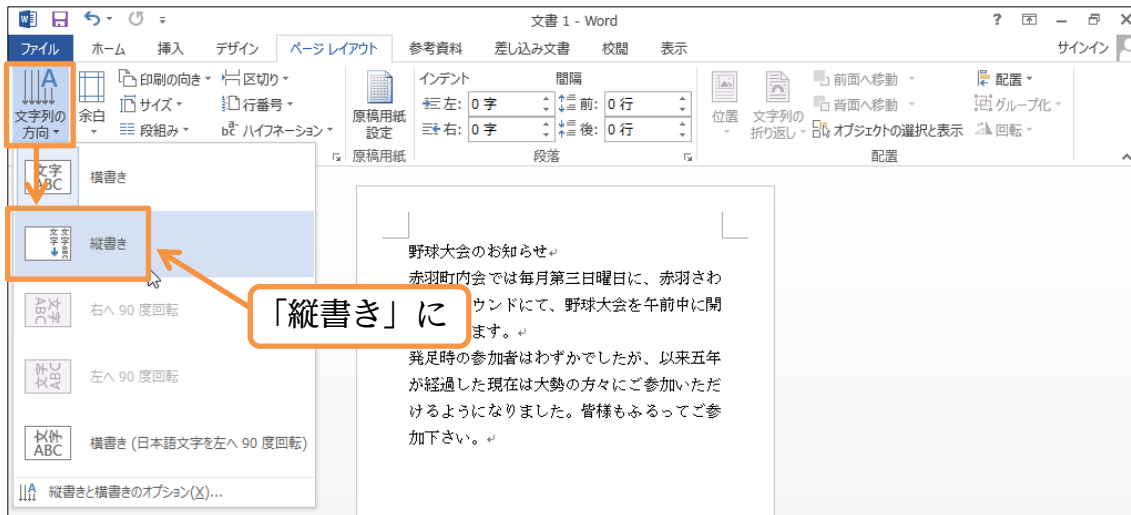 文書 1 - Word
ファイル ホーム 挿入 デザイン ページ レイアウト 参考資料 差し込み文書 校閲 表示 サインイン
文字列の方向
余白
印刷の向き
サイズ
段組み
区切り
行番号
ハイフネーション
原稿用紙設定
原稿用紙
インデント
左: 0 字
右: 0 字
間隔
前: 0 行
後: 0 行
段落
位置
文字列の折り返し
前面へ移動
背面へ移動
オブジェクトの選択と表示
配置
グループ化
回転
配置
横書き
縦書き
右へ 90 度回転
左へ 90 度回転
横書き (日本語文字を左へ 90 度回転)
縦書きと横書きのオプション(X)...
「縦書き」に
野球大会のお知らせ
赤羽町内会では毎月第三日曜日に、赤羽さわ
ウンドにて、野球大会を午前中に開
ます。
発足時の参加者はわずかでしたが、以来五年
が経過した現在は大勢の方々にご参加いただ
けるようになりました。皆様もふるってご参
加下さい。